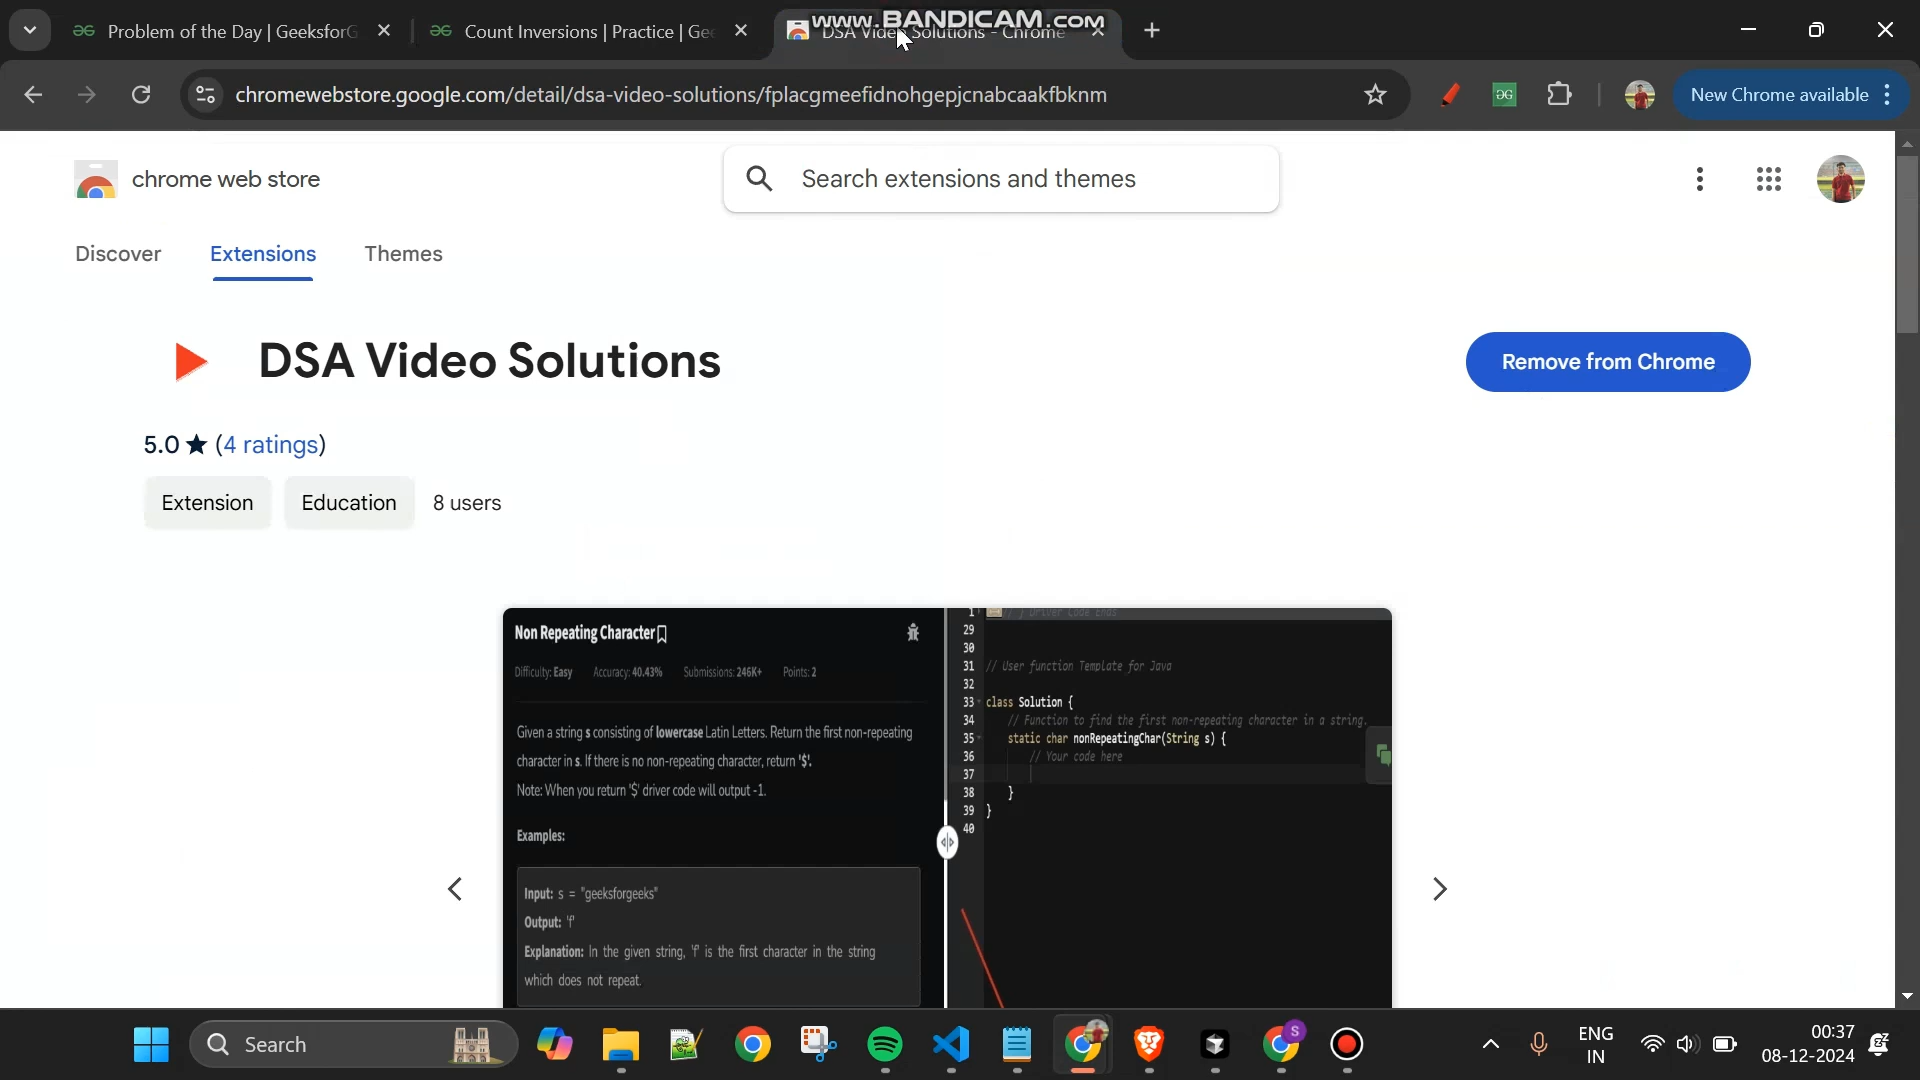 Problem of the Day | GeeksforG
Count Inversions | Practice | Gee
DSA Video Solutions - Chrome
www.BANDICAM.COM
chromewebstore.google.com/detail/dsa-video-solutions/fplacgmeefidnohgepjcnabcaakfbknm
New Chrome available
chrome web store
Search extensions and themes
Discover
Extensions
Themes
DSA Video Solutions
Remove from Chrome
5.0 ★ (4 ratings)
Extension
Education
8 users
Non Repeating Character
Difficulty: Easy
Accuracy: 40.43%
Submissions: 246K+
Points: 2
Given a string s consisting of lowercase Latin Letters. Return the first non-repeating
character in s. If there is no non-repeating character, return '$'.
Note: When you return '$' driver code will output -1.
Examples:
Input: s = "geeksforgeeks"
Output: 'f'
Explanation: In the given string, 'f' is the first character in the string
which does not repeat.
1 // } Driver Code Ends
29
30
31 // User function Template for Java
32
33 class Solution {
34 // Function to find the first non-repeating character in a string.
35 static char nonRepeatingChar(String s) {
36 // Your code here
37
38 }
39 }
40
Search
S
ENG
IN
00:37
08-12-2024